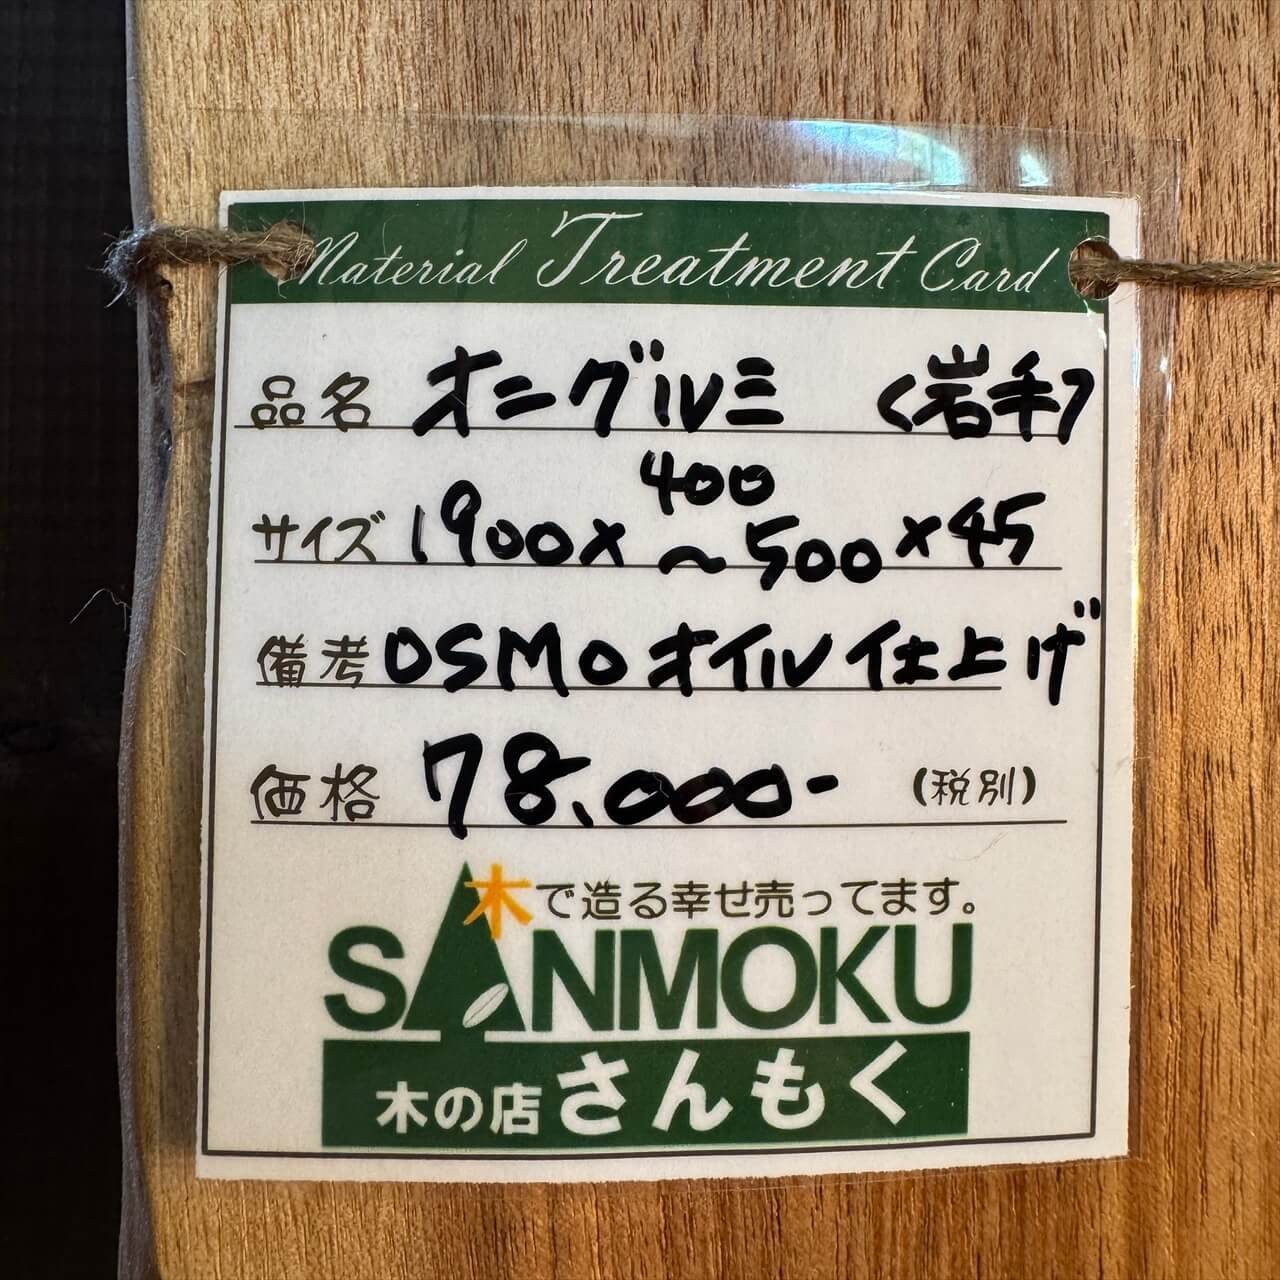 Material Treatment Card
品名 オニグルミ 〈岩手〉
サイズ 1900×400～500×45
備考 OSMOオイル仕上げ
価格 78,000- (税別)
木で造る幸せ売ってます。
SANMOKU
木の店 さんもく